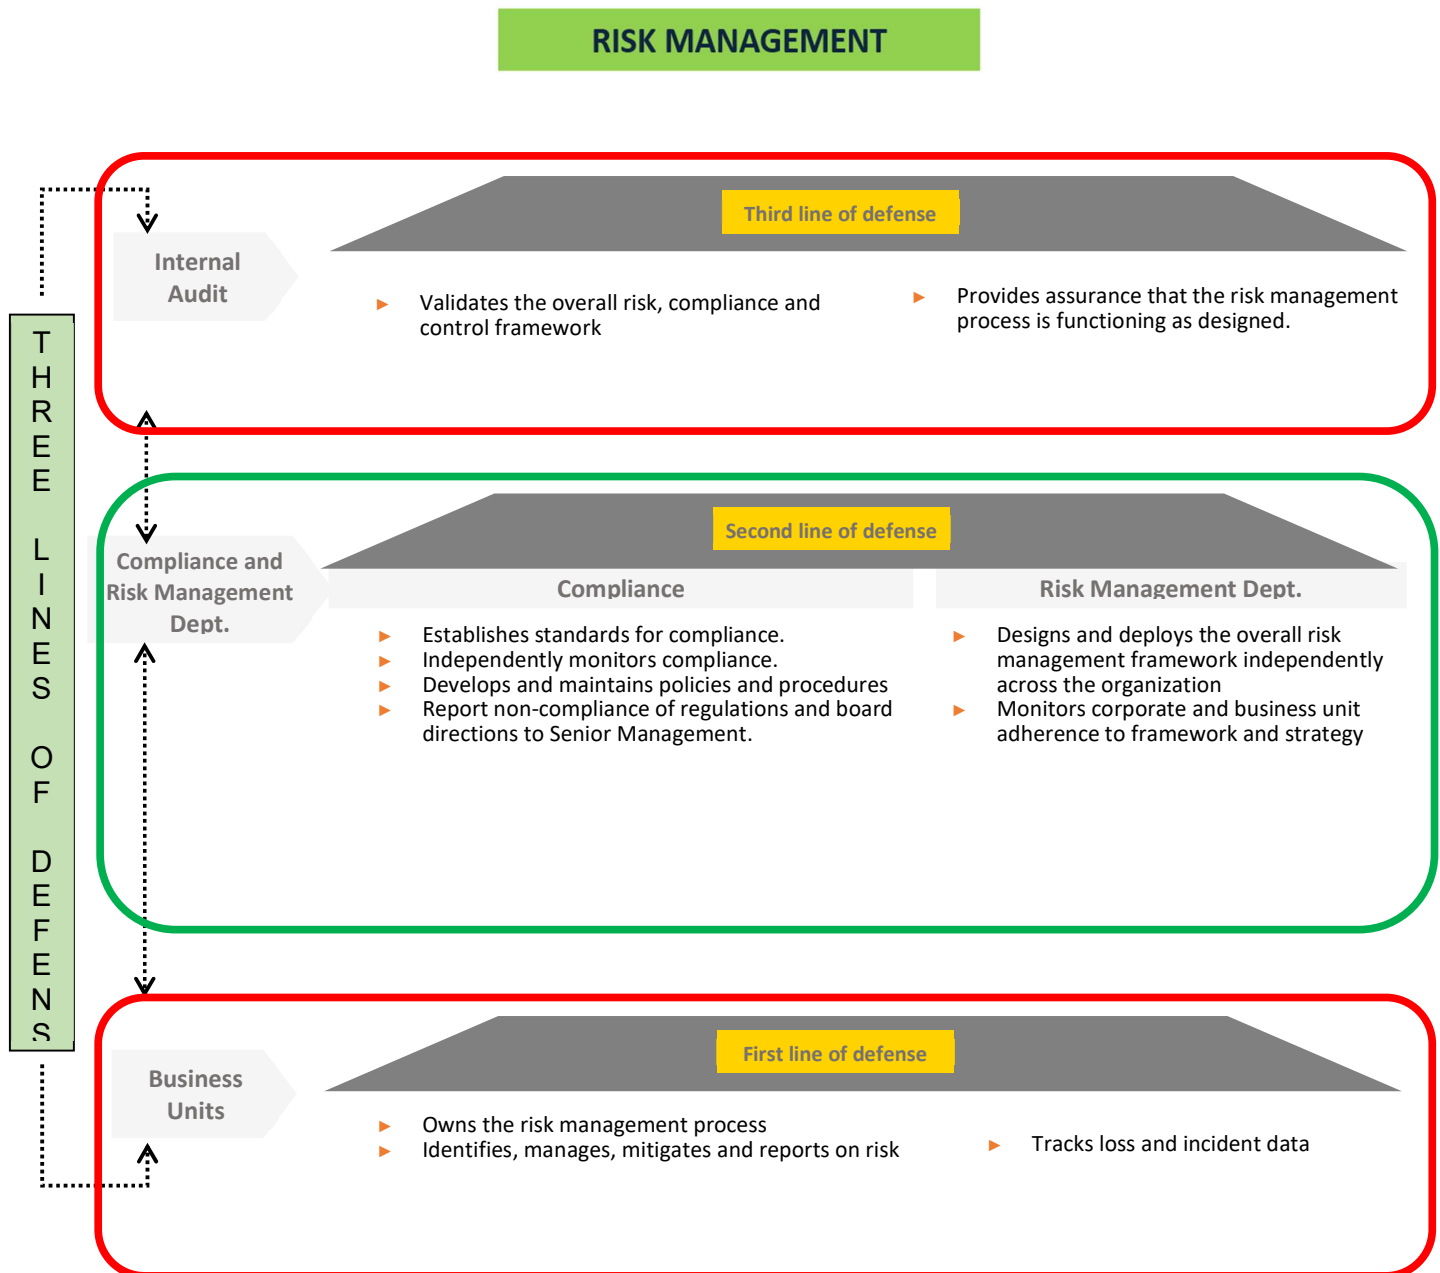 RISK MANAGEMENT
Third line of defense
Internal
Audit
Validates the overall risk, compliance and
control framework
Provides assurance that the risk management
process is functioning as designed.
THREE LINES OF DEFENS
Second line of defense
Compliance and
Risk Management
Dept.
Compliance
Risk Management Dept.
Establishes standards for compliance.
Independently monitors compliance.
Develops and maintains policies and procedures
Report non-compliance of regulations and board
directions to Senior Management.
Designs and deploys the overall risk
management framework independently
across the organization
Monitors corporate and business unit
adherence to framework and strategy
First line of defense
Business
Units
Owns the risk management process
Identifies, manages, mitigates and reports on risk
Tracks loss and incident data